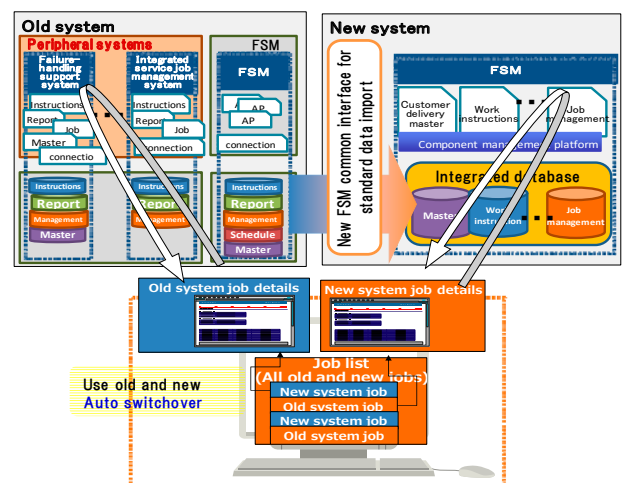 Old system
Peripheral systems
Failure-
handling
support
system
Instructions
Report
Job
Master
connectio
Integrated
service job
management
system
Instructions
Report
Job
connection
FSM
FSM
AP
AP
connection
Instructions
Report
Management
Master
Instructions
Report
Management
Instructions
Report
Management
Schedule
Master
New FSM common interface for
standard data import
New system
FSM
Customer
delivery
master
Work
instructions
Job
management
Component management platform
Integrated database
Master
Work
instruction
Job
management
Old system job details
New system job details
Job list
(All old and new jobs)
New system job
Old system job
New system job
Old system job
Use old and new
Auto switchover